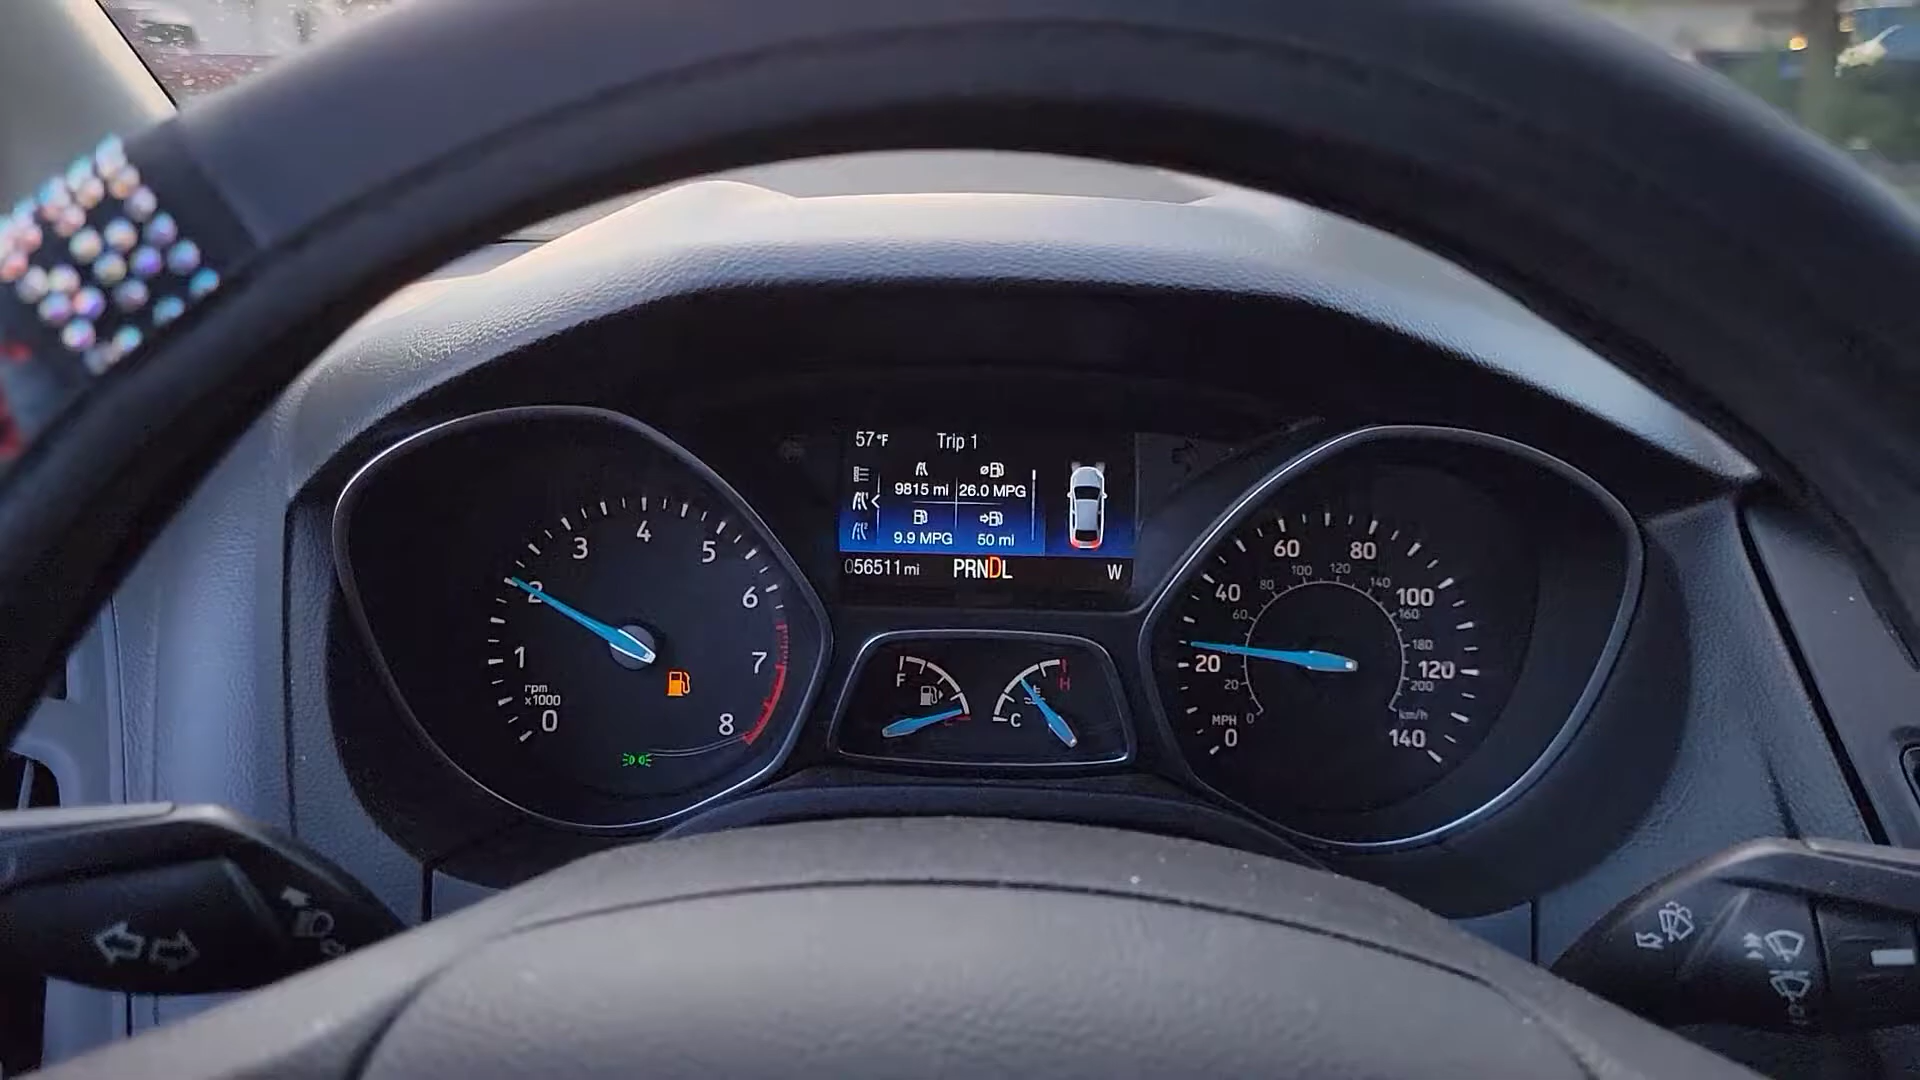 57°F Trip 1
9815 mi 26.0 MPG
9.9 MPG 50 mi
056511 mi PRNDL W
0 1 2 3 4 5 6 7 8
rpm
x1000
F
C H
0 20 40 60 80 100 120 140
MPH
0 20 60 80 100 120 140 160 180 200
km/h